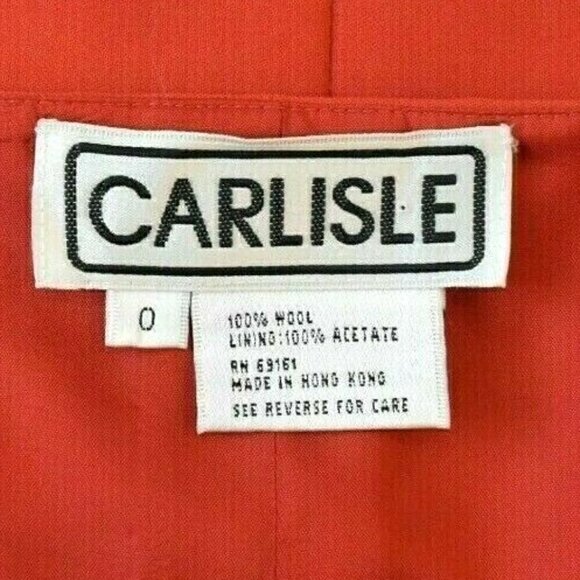 CARLISLE
0
100% WOOL
LINING:100% ACETATE
RN 69161
MADE IN HONG KONG
SEE REVERSE FOR CARE